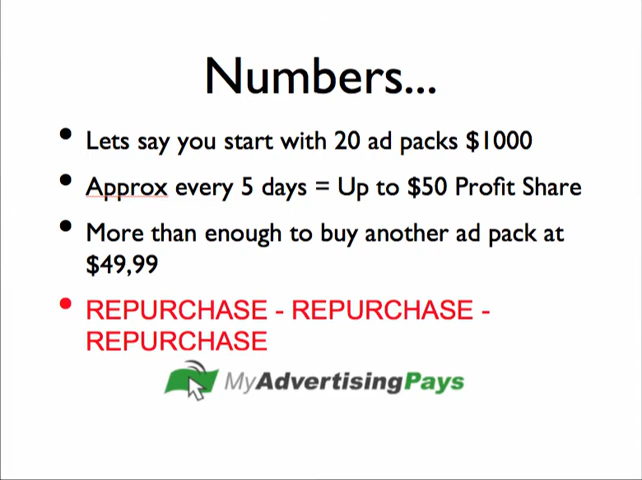 Numbers...
• Lets say you start with 20 ad packs $1000
• Approx every 5 days = Up to $50 Profit Share
• More than enough to buy another ad pack at
$49,99
• REPURCHASE - REPURCHASE -
REPURCHASE
MyAdvertisingPays